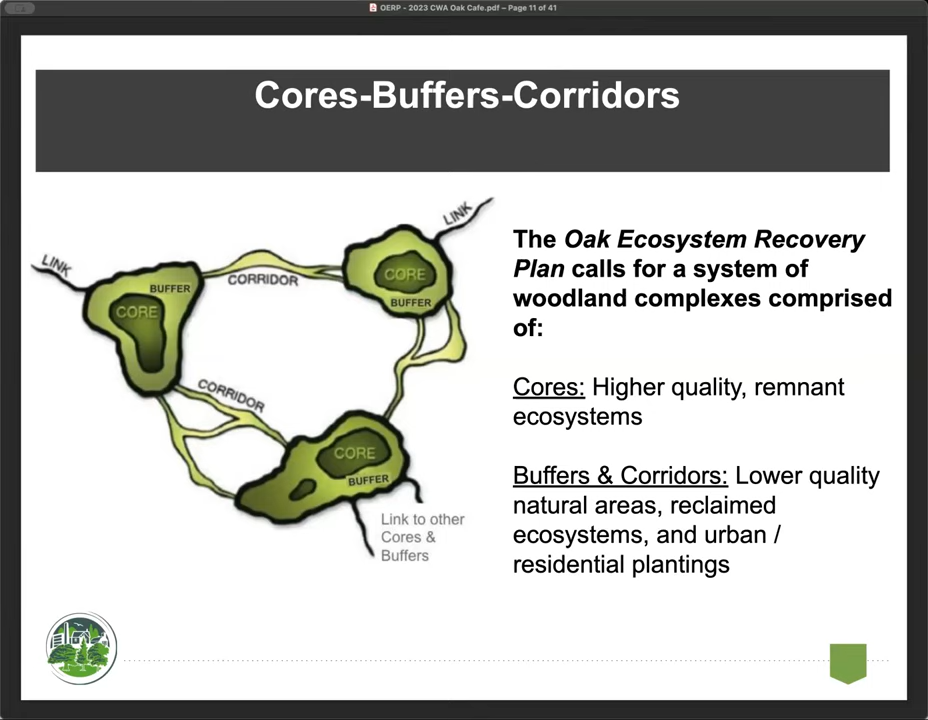 OERP - 2023 CWA Oak Cafe.pdf – Page 11 of 41
Cores-Buffers-Corridors
LINK
LINK
CORRIDOR
CORE
BUFFER
BUFFER
CORE
CORRIDOR
CORE
BUFFER
Link to other
Cores &
Buffers
The Oak Ecosystem Recovery
Plan calls for a system of
woodland complexes comprised
of:
Cores: Higher quality, remnant
ecosystems
Buffers & Corridors: Lower quality
natural areas, reclaimed
ecosystems, and urban /
residential plantings